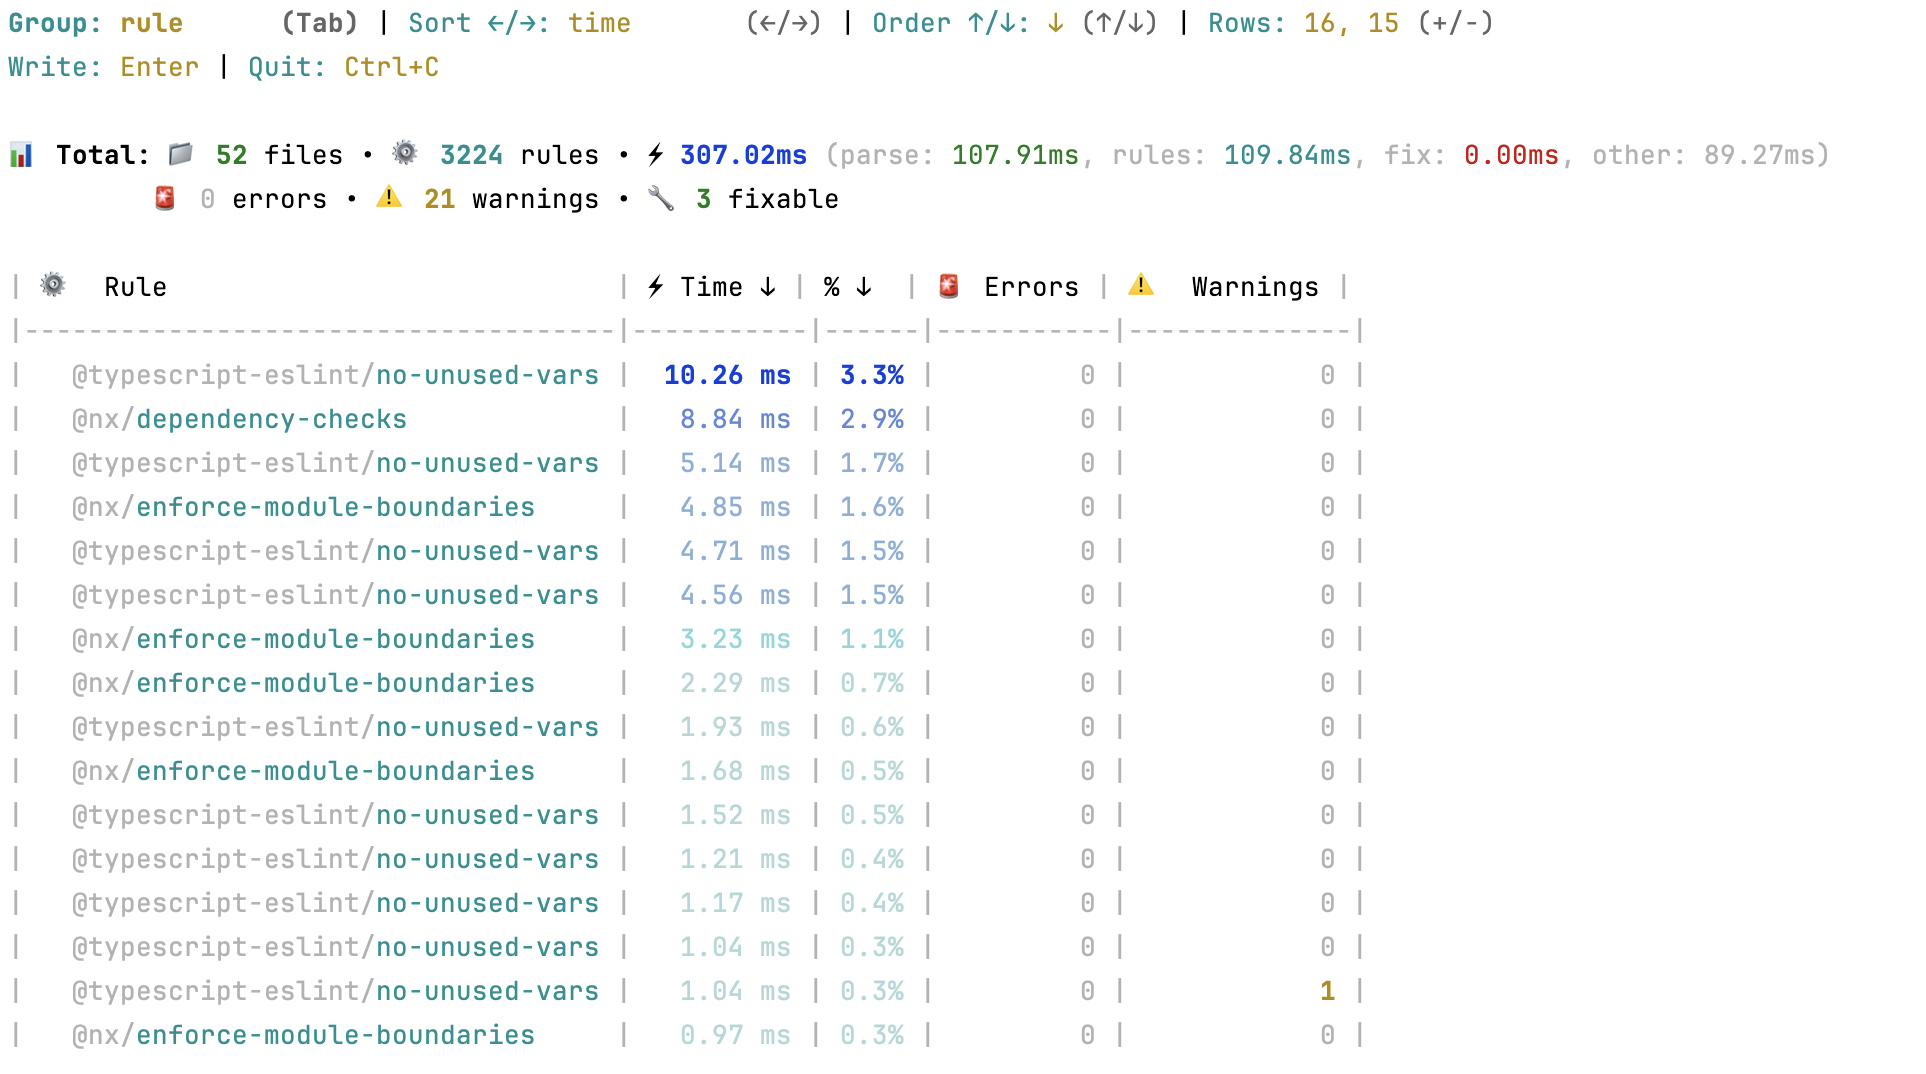 Group: rule (Tab) | Sort ←/→: time (←/→) | Order ↑/↓: ↓ (↑/↓) | Rows: 16, 15 (+/-)
Write: Enter | Quit: Ctrl+C
📊 Total: 📁 52 files • ⚙️ 3224 rules • ⚡ 307.02ms (parse: 107.91ms, rules: 109.84ms, fix: 0.00ms, other: 89.27ms)
🚨 0 errors • ⚠️ 21 warnings • 🔧 3 fixable
| ⚙️ Rule | ⚡ Time ↓ | % ↓ | 🚨 Errors | ⚠️ Warnings |
|-------------------------------------|-----------|------|-----------|--------------|
| @typescript-eslint/no-unused-vars | 10.26 ms | 3.3% | 0 | 0 |
| @nx/dependency-checks | 8.84 ms | 2.9% | 0 | 0 |
| @typescript-eslint/no-unused-vars | 5.14 ms | 1.7% | 0 | 0 |
| @nx/enforce-module-boundaries | 4.85 ms | 1.6% | 0 | 0 |
| @typescript-eslint/no-unused-vars | 4.71 ms | 1.5% | 0 | 0 |
| @typescript-eslint/no-unused-vars | 4.56 ms | 1.5% | 0 | 0 |
| @nx/enforce-module-boundaries | 3.23 ms | 1.1% | 0 | 0 |
| @nx/enforce-module-boundaries | 2.29 ms | 0.7% | 0 | 0 |
| @typescript-eslint/no-unused-vars | 1.93 ms | 0.6% | 0 | 0 |
| @nx/enforce-module-boundaries | 1.68 ms | 0.5% | 0 | 0 |
| @typescript-eslint/no-unused-vars | 1.52 ms | 0.5% | 0 | 0 |
| @typescript-eslint/no-unused-vars | 1.21 ms | 0.4% | 0 | 0 |
| @typescript-eslint/no-unused-vars | 1.17 ms | 0.4% | 0 | 0 |
| @typescript-eslint/no-unused-vars | 1.04 ms | 0.3% | 0 | 0 |
| @typescript-eslint/no-unused-vars | 1.04 ms | 0.3% | 0 | 1 |
| @nx/enforce-module-boundaries | 0.97 ms | 0.3% | 0 | 0 |